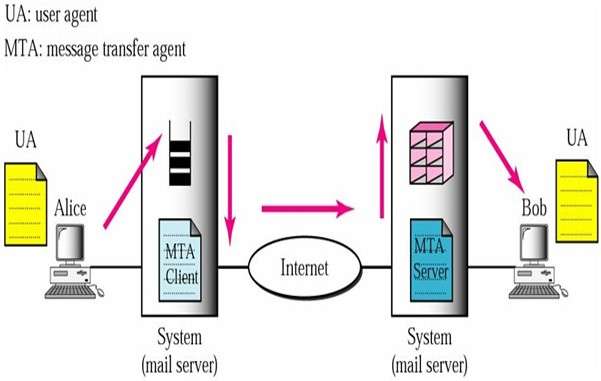 UA: user agent
MTA: message transfer agent
UA
Alice
MTA
Client
System
(mail server)
Internet
MTA
Server
System
(mail server)
UA
Bob